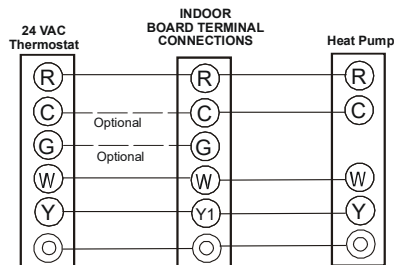 24 VAC
Thermostat
INDOOR
BOARD TERMINAL
CONNECTIONS
Heat Pump
R R R
C Optional C C
G Optional G
W W W
Y Y1 Y